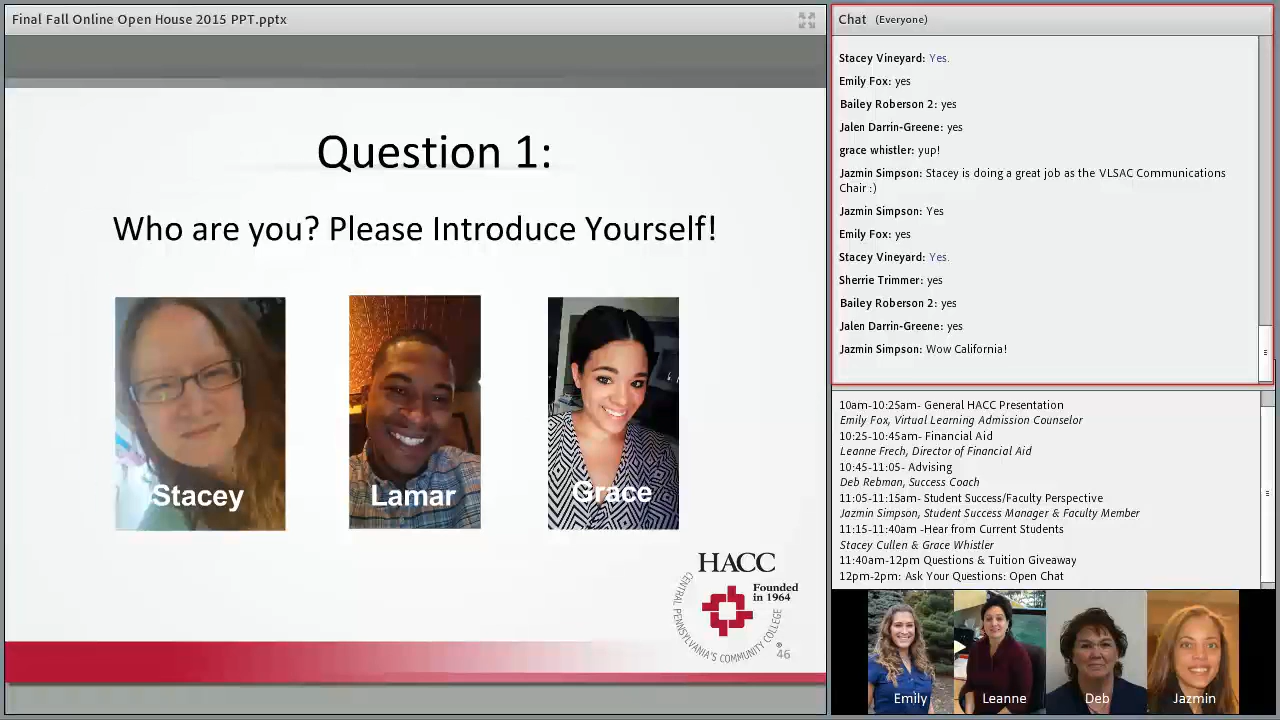 Final Fall Online Open House 2015 PPT.pptx
Question 1:
Who are you? Please Introduce Yourself!
Stacey
Lamar
Grace
HACC
Founded
in 1964
CENTRAL PENNSYLVANIA'S COMMUNITY COLLEGE
®
46
Chat (Everyone)
Stacey Vineyard: Yes.
Emily Fox: yes
Bailey Roberson 2: yes
Jalen Darrin-Greene: yes
grace whistler: yup!
Jazmin Simpson: Stacey is doing a great job as the VLSAC Communications
Chair :)
Jazmin Simpson: Yes
Emily Fox: yes
Stacey Vineyard: Yes.
Sherrie Trimmer: yes
Bailey Roberson 2: yes
Jalen Darrin-Greene: yes
Jazmin Simpson: Wow California!
10am-10:25am- General HACC Presentation
Emily Fox, Virtual Learning Admission Counselor
10:25-10:45am- Financial Aid
Leanne Frech, Director of Financial Aid
10:45-11:05- Advising
Deb Rebman, Success Coach
11:05-11:15am- Student Success/Faculty Perspective
Jazmin Simpson, Student Success Manager & Faculty Member
11:15-11:40am -Hear from Current Students
Stacey Cullen & Grace Whistler
11:40am-12pm Questions & Tuition Giveaway
12pm-2pm: Ask Your Questions: Open Chat
Emily
Leanne
Deb
Jazmin